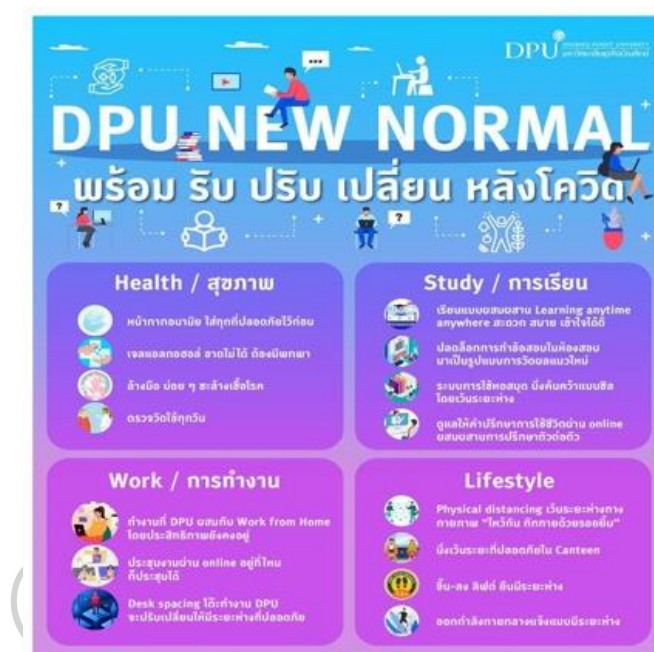 DPU
DHURAKIJ PUNDIT UNIVERSITY
มหาวิทยาลัยธุรกิจบัณฑิตย์
DPU NEW NORMAL
พร้อม รับ ปรับ เปลี่ยน หลังโควิด
Health / สุขภาพ
หน้ากากอนามัย ใส่ทุกที่ปลอดภัยไว้ก่อน
เจลแอลกอฮอล์ ขาดไม่ได้ ต้องมีพกพา
ล้างมือ บ่อย ๆ ชะล้างเชื้อโรค
ตรวจวัดไข้ทุกวัน
Study / การเรียน
เรียนแบบผสมผสาน Learning anytime
anywhere สะดวก สบาย เข้าใจได้ดี
ปลดล็อกการทำข้อสอบในห้องสอบ
มาเป็นรูปแบบการวัดผลแนวใหม่
ระบบการใช้หอสมุด นั่งค้นคว้าแบบชิล
โดยเว้นระยะห่าง
ดูแลให้คำปรึกษาการใช้ชีวิตผ่าน online
ผสมผสานการปรึกษาตัวต่อตัว
Work / การทำงาน
ทำงานที่ DPU ผสมกับ Work from Home
โดยประสิทธิภาพยังคงอยู่
ประชุมงานผ่าน online อยู่ที่ไหน
ก็ประชุมได้
Desk spacing โต๊ะทำงาน DPU
จะปรับเปลี่ยนให้มีระยะห่างที่ปลอดภัย
Lifestyle
Physical distancing เว้นระยะห่างทาง
กายภาพ "ไหว้กัน ทักทายด้วยรอยยิ้ม"
นั่งเว้นระยะที่ปลอดภัยใน Canteen
ขึ้น-ลง ลิฟต์ ยืนมีระยะห่าง
ออกกำลังกายกลางแจ้งแบบมีระยะห่าง